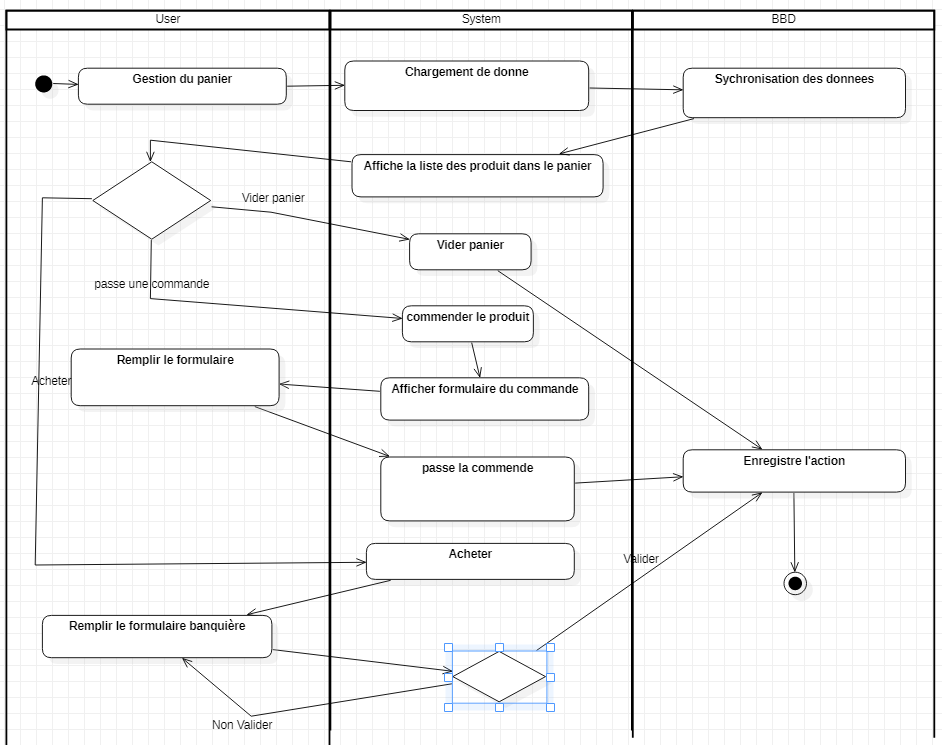 User
System
BBD
Gestion du panier
Chargement de donne
Sychronisation des donnees
Affiche la liste des produit dans le panier
Vider panier
Vider panier
passe une commande
commender le produit
Remplir le formulaire
Acheter
Afficher formulaire du commande
passe la commende
Enregistre l'action
Acheter
Valider
Remplir le formulaire banquière
Non Valider